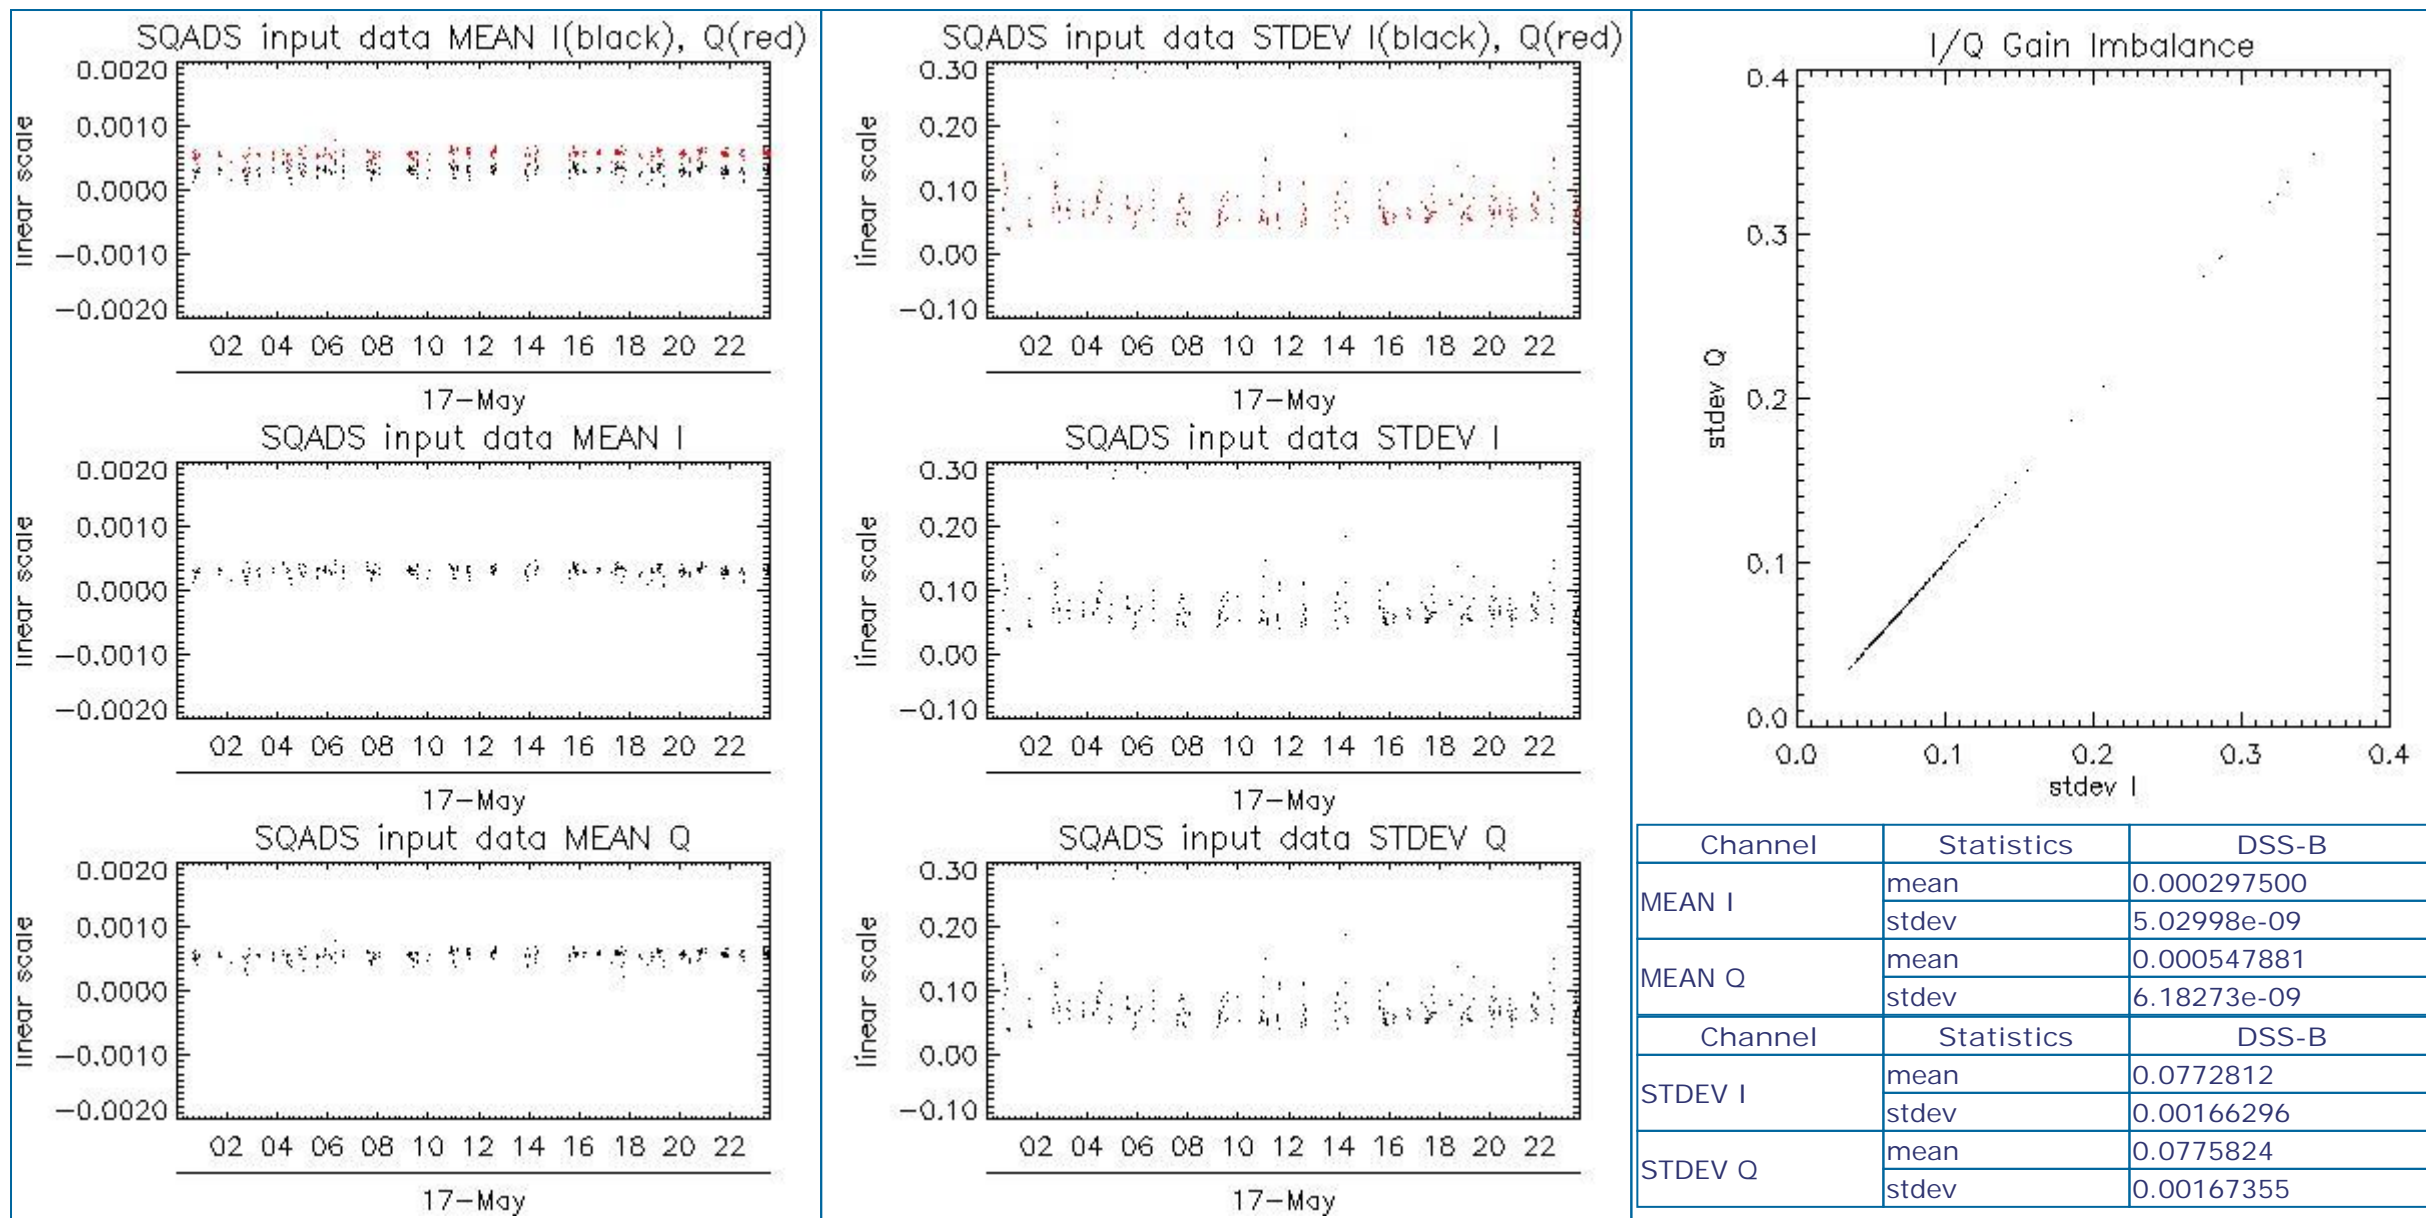 SQADS input data MEAN I(black), Q(red)
linear scale
0.0020
0.0010
0.0000
-0.0010
-0.0020
02 04 06 08 10 12 14 16 18 20 22
17-May
SQADS input data MEAN I
linear scale
0.0020
0.0010
0.0000
-0.0010
-0.0020
02 04 06 08 10 12 14 16 18 20 22
17-May
SQADS input data MEAN Q
linear scale
0.0020
0.0010
0.0000
-0.0010
-0.0020
02 04 06 08 10 12 14 16 18 20 22
17-May
SQADS input data STDEV I(black), Q(red)
linear scale
0.30
0.20
0.10
0.00
-0.10
02 04 06 08 10 12 14 16 18 20 22
17-May
SQADS input data STDEV I
linear scale
0.30
0.20
0.10
0.00
-0.10
02 04 06 08 10 12 14 16 18 20 22
17-May
SQADS input data STDEV Q
linear scale
0.30
0.20
0.10
0.00
-0.10
02 04 06 08 10 12 14 16 18 20 22
17-May
I/Q Gain Imbalance
stdev Q
0.4
0.3
0.2
0.1
0.0
0.0 0.1 0.2 0.3 0.4
stdev I
Channel Statistics DSS-B
MEAN I mean 0.000297500
stdev 5.02998e-09
MEAN Q mean 0.000547881
stdev 6.18273e-09
Channel Statistics DSS-B
STDEV I mean 0.0772812
stdev 0.00166296
STDEV Q mean 0.0775824
stdev 0.00167355